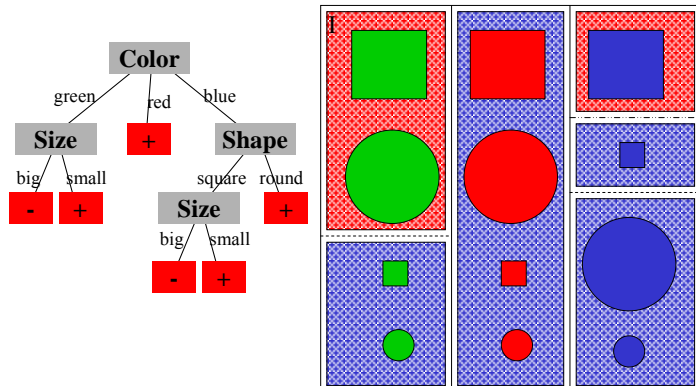 Color
green red blue
Size + Shape
big small square round
- + Size +
big small
- +
I